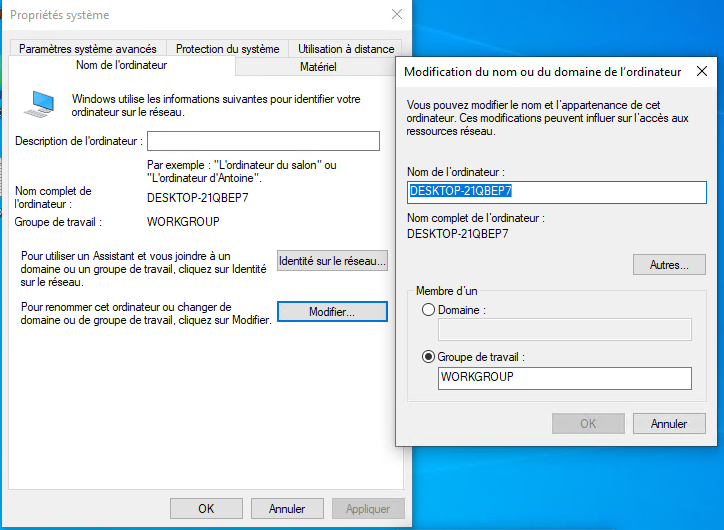 Propriétés système
Paramètres système avancés
Protection du système
Utilisation à distance
Nom de l'ordinateur
Matériel
Windows utilise les informations suivantes pour identifier votre
ordinateur sur le réseau.
Description de l'ordinateur :
Par exemple : "L'ordinateur du salon" ou
"L'ordinateur d'Antoine".
Nom complet de
l'ordinateur :
DESKTOP-21QBEP7
Groupe de travail :
WORKGROUP
Pour utiliser un Assistant et vous joindre à un
domaine ou un groupe de travail, cliquez sur Identité
sur le réseau.
Identité sur le réseau...
Pour renommer cet ordinateur ou changer de
domaine ou de groupe de travail, cliquez sur Modifier.
Modifier...
OK
Annuler
Appliquer
Modification du nom ou du domaine de l'ordinateur
Vous pouvez modifier le nom et l'appartenance de cet
ordinateur. Ces modifications peuvent influer sur l'accès aux
ressources réseau.
Nom de l'ordinateur :
DESKTOP-21QBEP7
Nom complet de l'ordinateur :
DESKTOP-21QBEP7
Autres...
Membre d'un
Domaine :
Groupe de travail :
WORKGROUP
OK
Annuler